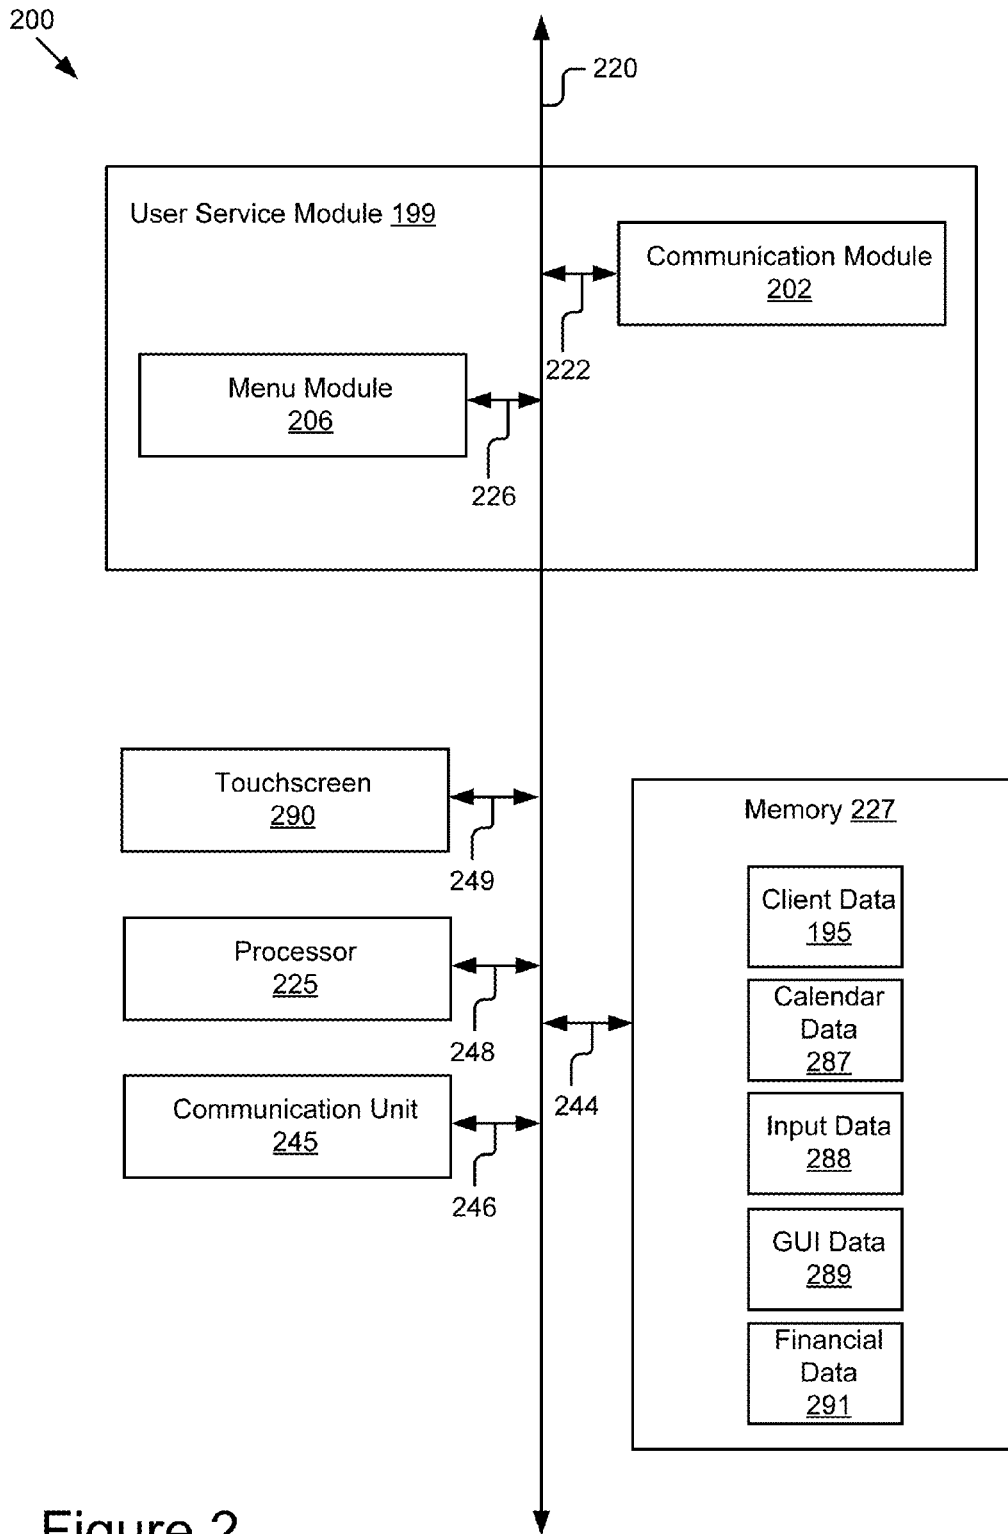 200
220
User Service Module 199
Communication Module
202
222
Menu Module
206
226
Touchscreen
290
249
Memory 227
Client Data
195
Processor
225
248
Calendar
Data
287
244
Communication Unit
245
246
Input Data
288
GUI Data
289
Financial
Data
291
Figure 2